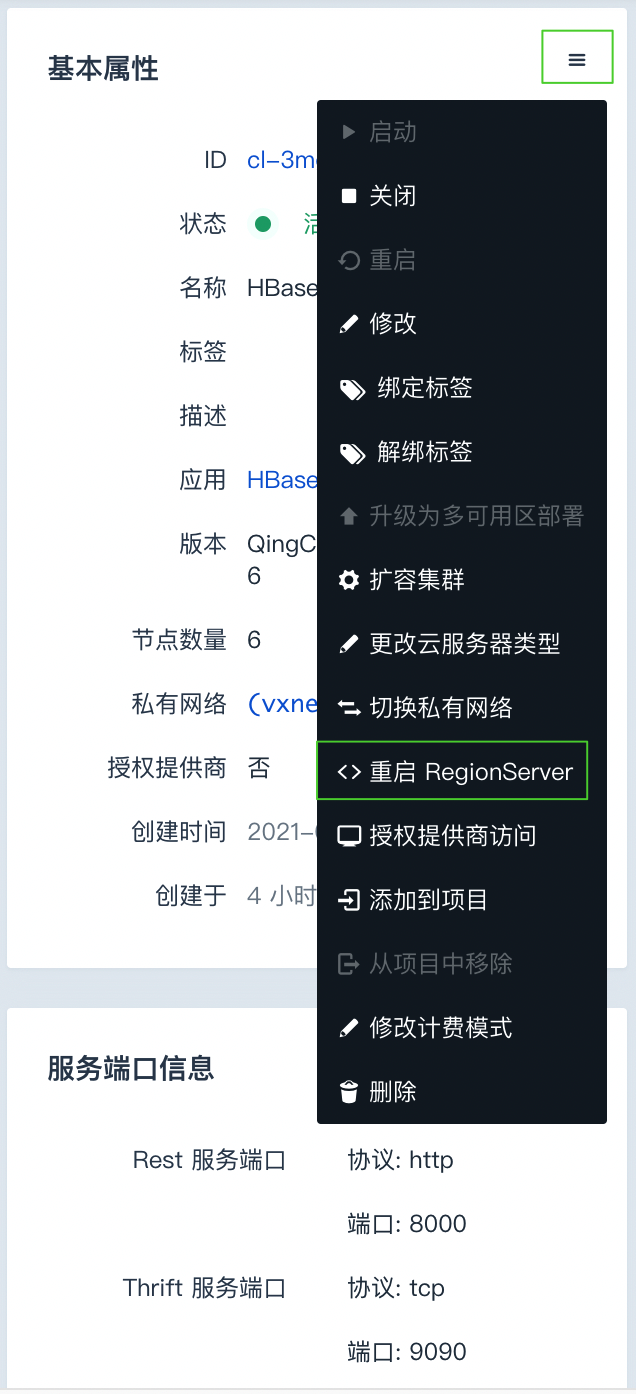 基本属性
ID cl-3m
启动
关闭
状态
重启
名称 HBase
修改
标签
绑定标签
描述
解绑标签
应用 HBase
升级为多可用区部署
版本 QingC
6
扩容集群
节点数量 6
更改云服务器类型
私有网络 (vxne
切换私有网络
授权提供商 否
重启 RegionServer
创建时间 2021-
授权提供商访问
创建于 4 小时
添加到项目
从项目中移除
修改计费模式
服务端口信息
删除
Rest 服务端口 协议: http
端口: 8000
Thrift 服务端口 协议: tcp
端口: 9090